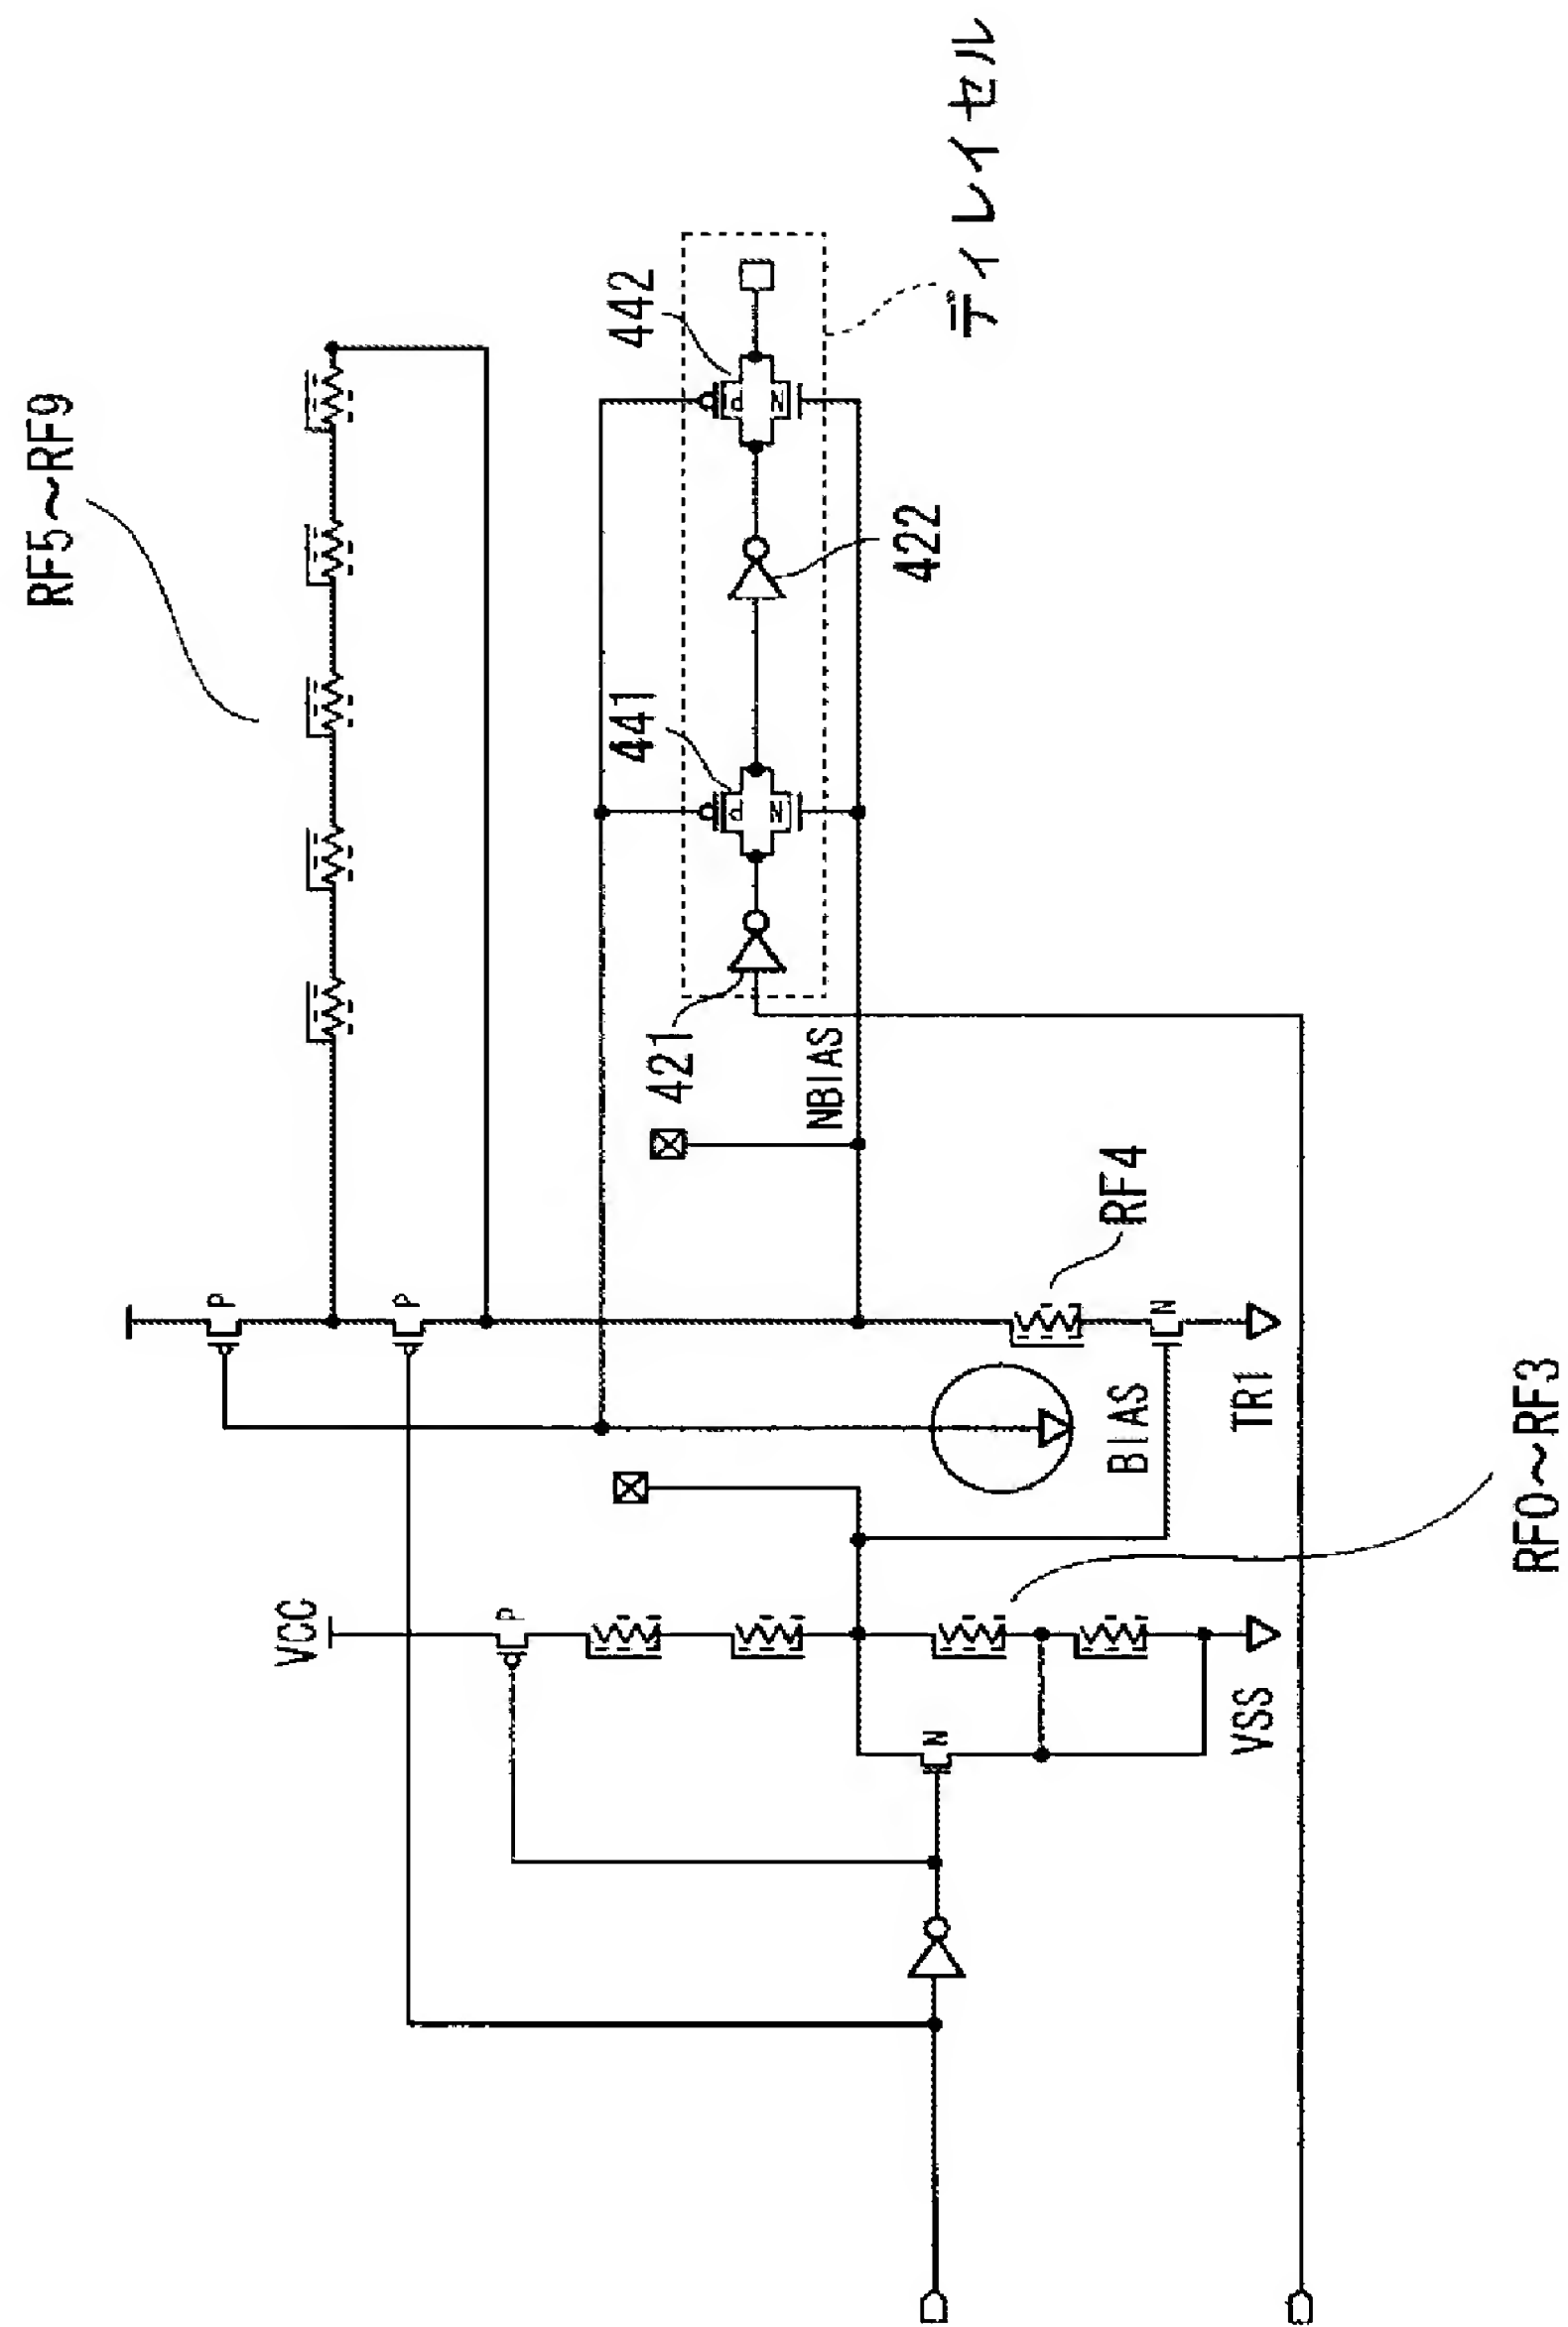 RF5～RF9
VCC
P
P
P
442
441
421
ディレイセル
422
NBIAS
P
N
P
N
RF4
N
N
BIAS
VSS
TR1
RF0～RF3